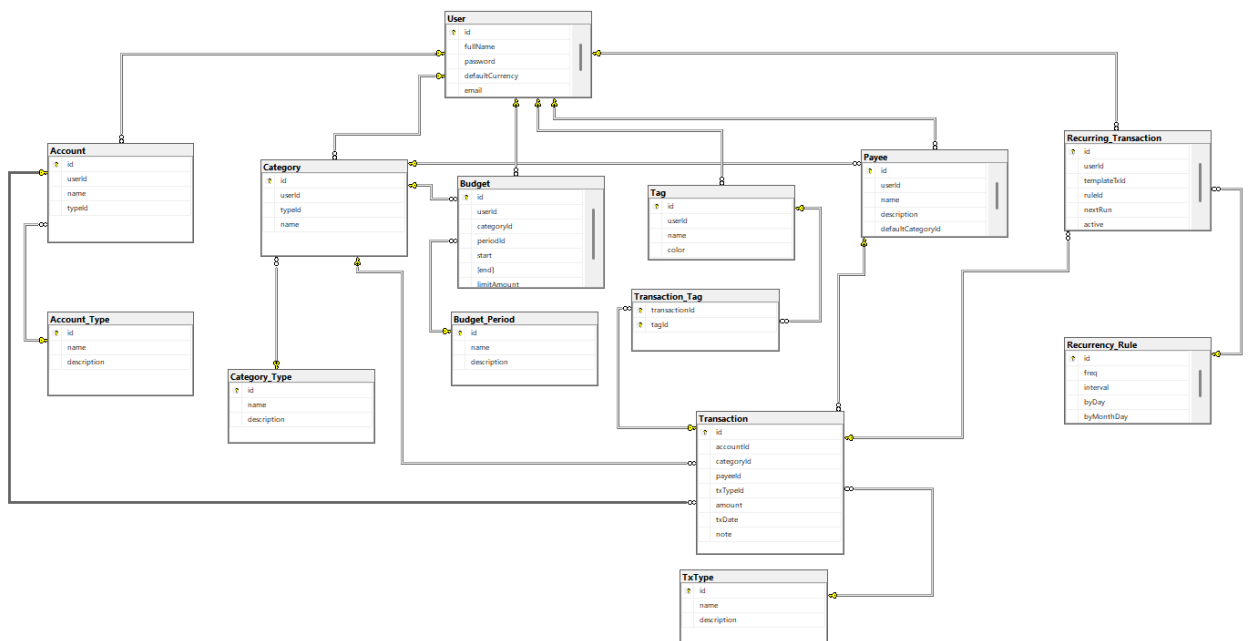 User
id
fullName
password
defaultCurrency
email
Account
id
userId
name
typeId
Category
id
userId
typeId
name
Budget
id
userId
categoryId
periodId
start
[end]
limitAmount
Tag
id
userId
name
color
Payee
id
userId
name
description
defaultCategoryId
Recurring_Transaction
id
userId
templateTxId
ruleId
nextRun
active
Account_Type
id
name
description
Category_Type
id
name
description
Budget_Period
id
name
description
Transaction_Tag
transactionId
tagId
Recurrency_Rule
id
freq
interval
byDay
byMonthDay
Transaction
id
accountId
categoryId
payeeId
txTypeId
amount
txDate
note
TxType
id
name
description